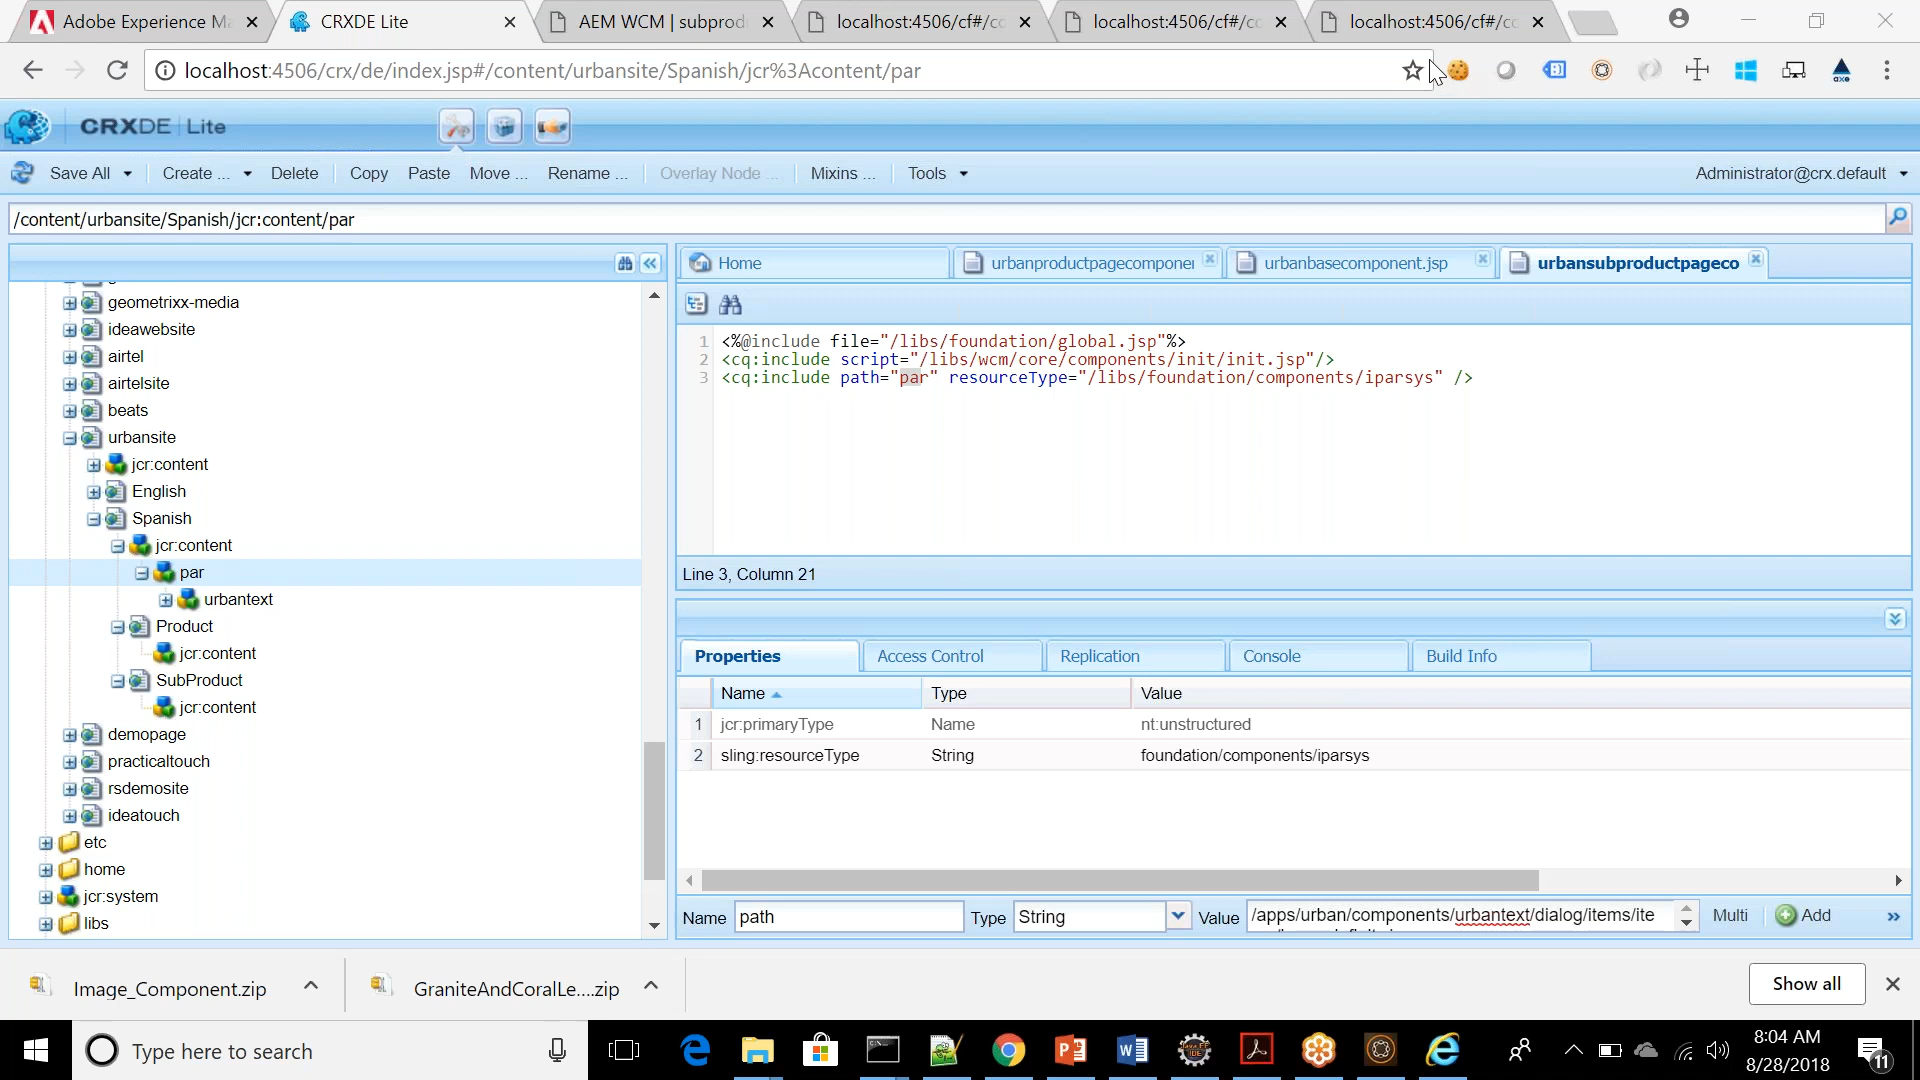 Adobe Experience Ma
CRXDE Lite
AEM WCM | subprod
localhost:4506/cf#/co
localhost:4506/cf#/cc
localhost:4506/cf#/cc
localhost:4506/crx/de/index.jsp#/content/urbansite/Spanish/jcr%3Acontent/par
CRXDE | Lite
Save All
Create ...
Delete
Copy
Paste
Move ...
Rename ...
Overlay Node ...
Mixins ...
Tools
Administrator@crx.default
/content/urbansite/Spanish/jcr:content/par
geometrixx-media
ideawebsite
airtel
airtelsite
beats
urbansite
jcr:content
English
Spanish
jcr:content
par
urbantext
Product
jcr:content
SubProduct
jcr:content
demopage
practicaltouch
rsdemosite
ideatouch
etc
home
jcr:system
libs
Home
urbanproductpagecomponer
urbanbasecomponent.jsp
urbansubproductpageco
1 <%@include file="/libs/foundation/global.jsp"%>
2 <cq:include script="/libs/wcm/core/components/init/init.jsp"/>
3 <cq:include path="par" resourceType="/libs/foundation/components/iparsys" />
Line 3, Column 21
Properties
Access Control
Replication
Console
Build Info
Name
Type
Value
1 jcr:primaryType Name nt:unstructured
2 sling:resourceType String foundation/components/iparsys
Name path Type String Value /apps/urban/components/urbantext/dialog/items/ite
Multi
Add
Image_Component.zip
GraniteAndCoralLe....zip
Show all
Type here to search
8:04 AM
8/28/2018
11